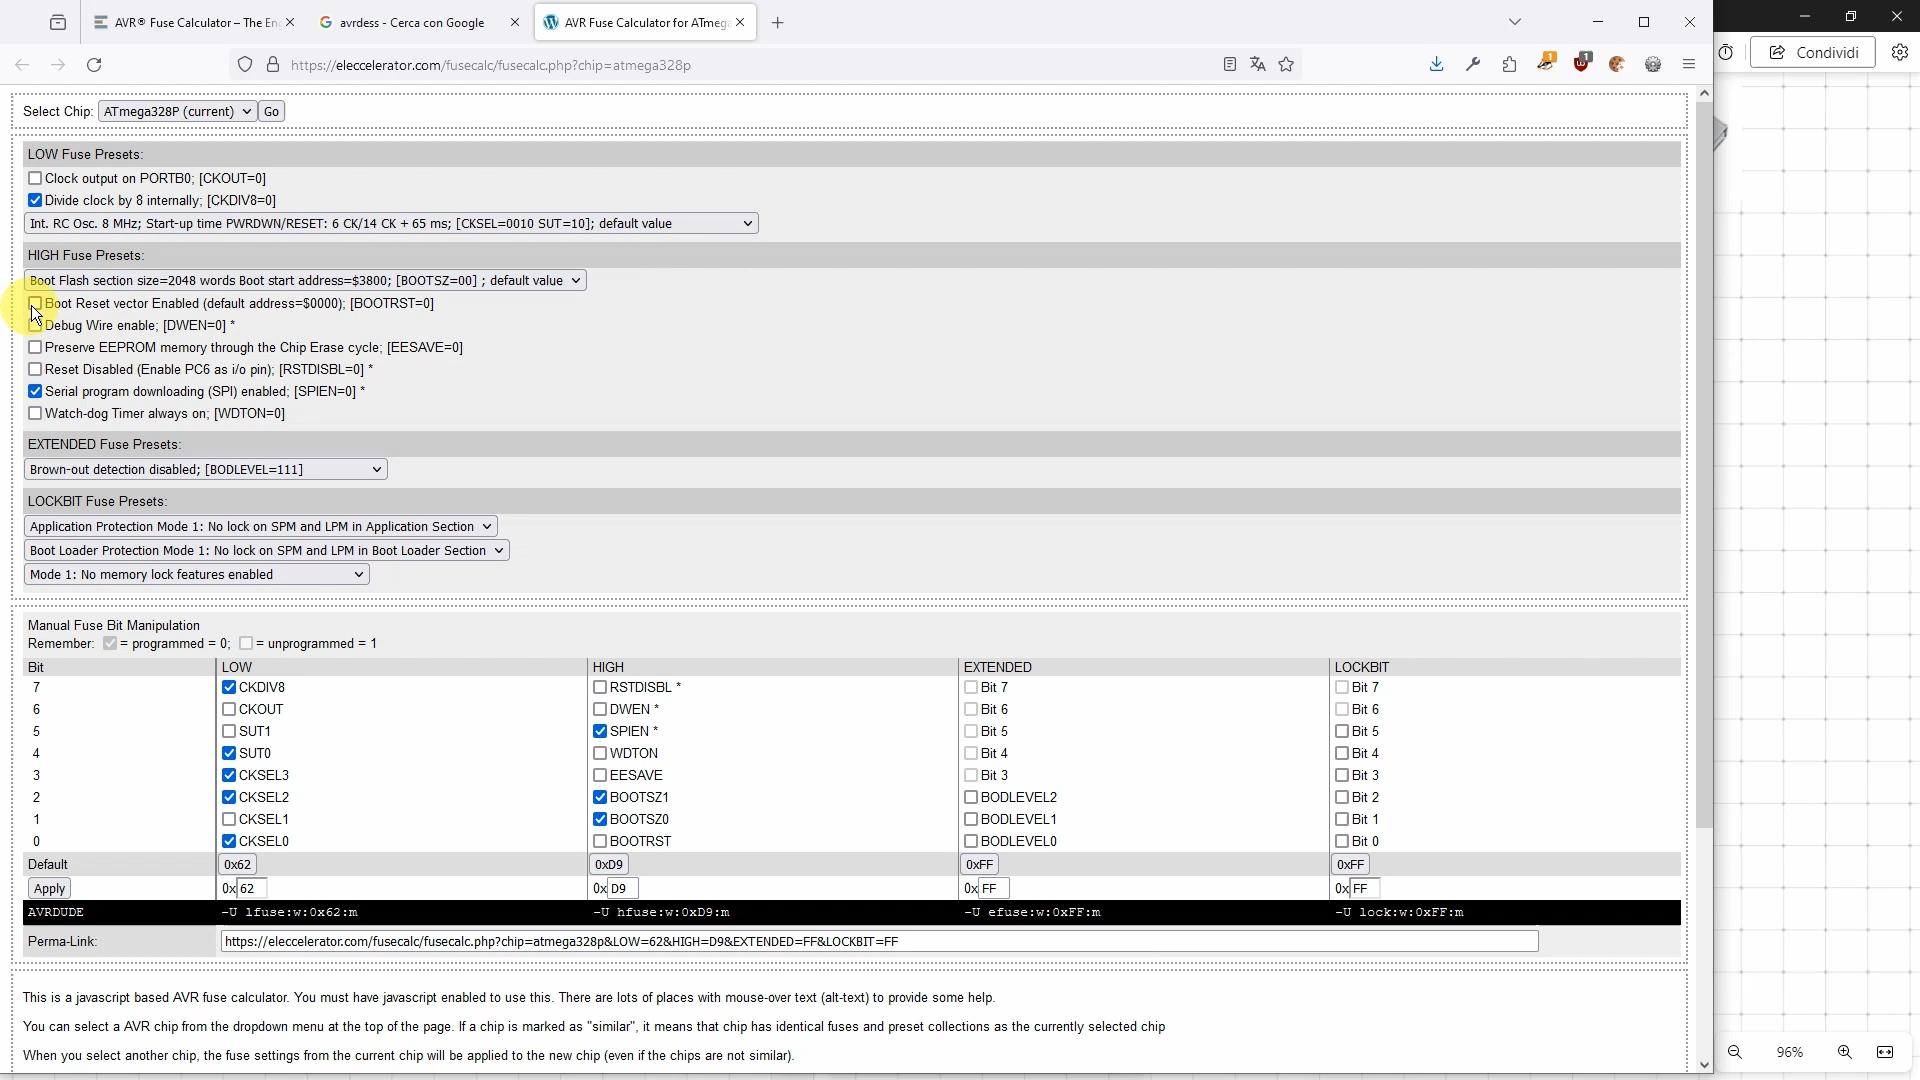 AVR® Fuse Calculator – The En
avrdess - Cerca con Google
AVR Fuse Calculator for ATmega
https://eleccelerator.com/fusecalc/fusecalc.php?chip=atmega328p
1
1
Condividi
Select Chip: ATmega328P (current) Go
LOW Fuse Presets:
Clock output on PORTB0; [CKOUT=0]
Divide clock by 8 internally; [CKDIV8=0]
Int. RC Osc. 8 MHz; Start-up time PWRDWN/RESET: 6 CK/14 CK + 65 ms; [CKSEL=0010 SUT=10]; default value
HIGH Fuse Presets:
Boot Flash section size=2048 words Boot start address=$3800; [BOOTSZ=00] ; default value
Boot Reset vector Enabled (default address=$0000); [BOOTRST=0]
Debug Wire enable; [DWEN=0] *
Preserve EEPROM memory through the Chip Erase cycle; [EESAVE=0]
Reset Disabled (Enable PC6 as i/o pin); [RSTDISBL=0] *
Serial program downloading (SPI) enabled; [SPIEN=0] *
Watch-dog Timer always on; [WDTON=0]
EXTENDED Fuse Presets:
Brown-out detection disabled; [BODLEVEL=111]
LOCKBIT Fuse Presets:
Application Protection Mode 1: No lock on SPM and LPM in Application Section
Boot Loader Protection Mode 1: No lock on SPM and LPM in Boot Loader Section
Mode 1: No memory lock features enabled
Manual Fuse Bit Manipulation
Remember: = programmed = 0; = unprogrammed = 1
Bit LOW HIGH EXTENDED LOCKBIT
7 CKDIV8 RSTDISBL * Bit 7 Bit 7
6 CKOUT DWEN * Bit 6 Bit 6
5 SUT1 SPIEN * Bit 5 Bit 5
4 SUT0 WDTON Bit 4 Bit 4
3 CKSEL3 EESAVE Bit 3 Bit 3
2 CKSEL2 BOOTSZ1 BODLEVEL2 Bit 2
1 CKSEL1 BOOTSZ0 BODLEVEL1 Bit 1
0 CKSEL0 BOOTRST BODLEVEL0 Bit 0
Default 0x62 0xD9 0xFF 0xFF
Apply 0x 62 0x D9 0x FF 0x FF
AVRDUDE -U lfuse:w:0x62:m -U hfuse:w:0xD9:m -U efuse:w:0xFF:m -U lock:w:0xFF:m
Perma-Link: https://eleccelerator.com/fusecalc/fusecalc.php?chip=atmega328p&LOW=62&HIGH=D9&EXTENDED=FF&LOCKBIT=FF
This is a javascript based AVR fuse calculator. You must have javascript enabled to use this. There are lots of places with mouse-over text (alt-text) to provide some help.
You can select a AVR chip from the dropdown menu at the top of the page. If a chip is marked as "similar", it means that chip has identical fuses and preset collections as the currently selected chip
When you select another chip, the fuse settings from the current chip will be applied to the new chip (even if the chips are not similar).
96%